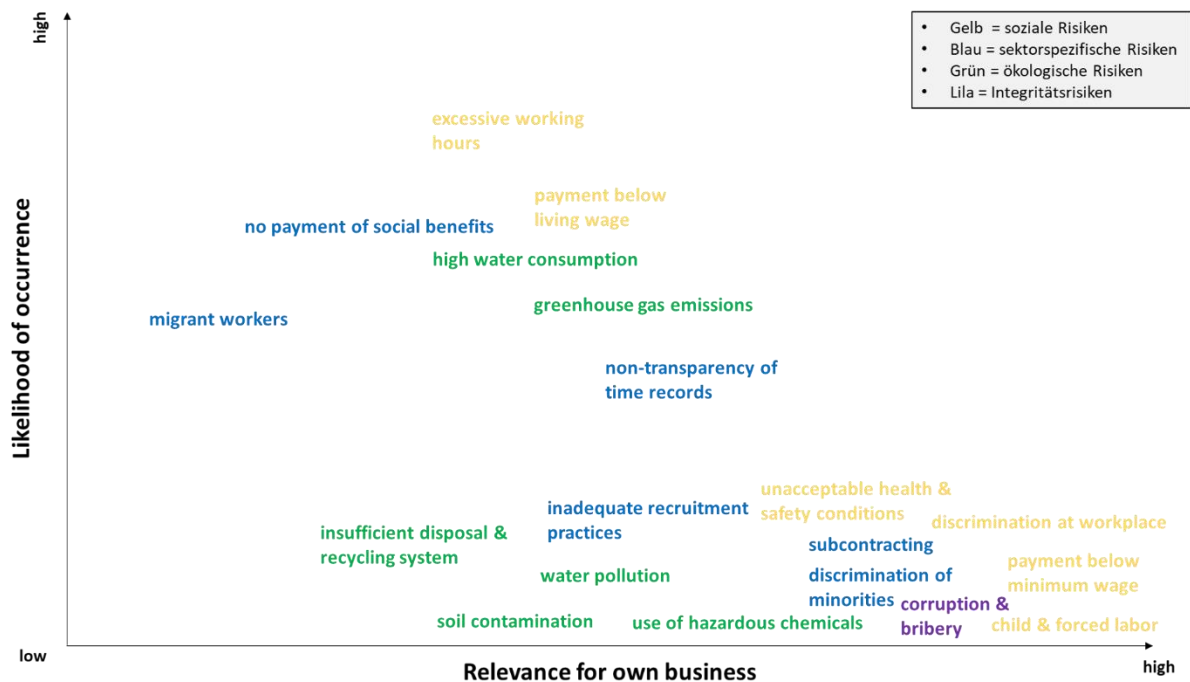 high
• Gelb = soziale Risiken
• Blau = sektorspezifische Risiken
• Grün = ökologische Risiken
• Lila = Integritätsrisiken
Likelihood of occurrence
excessive working
hours
payment below
living wage
no payment of social benefits
high water consumption
greenhouse gas emissions
migrant workers
non-transparency of
time records
unacceptable health &
safety conditions
inadequate recruitment
practices
discrimination at workplace
insufficient disposal &
recycling system
subcontracting
payment below
minimum wage
water pollution
discrimination of
minorities
corruption &
bribery
soil contamination
use of hazardous chemicals
child & forced labor
low
Relevance for own business
high